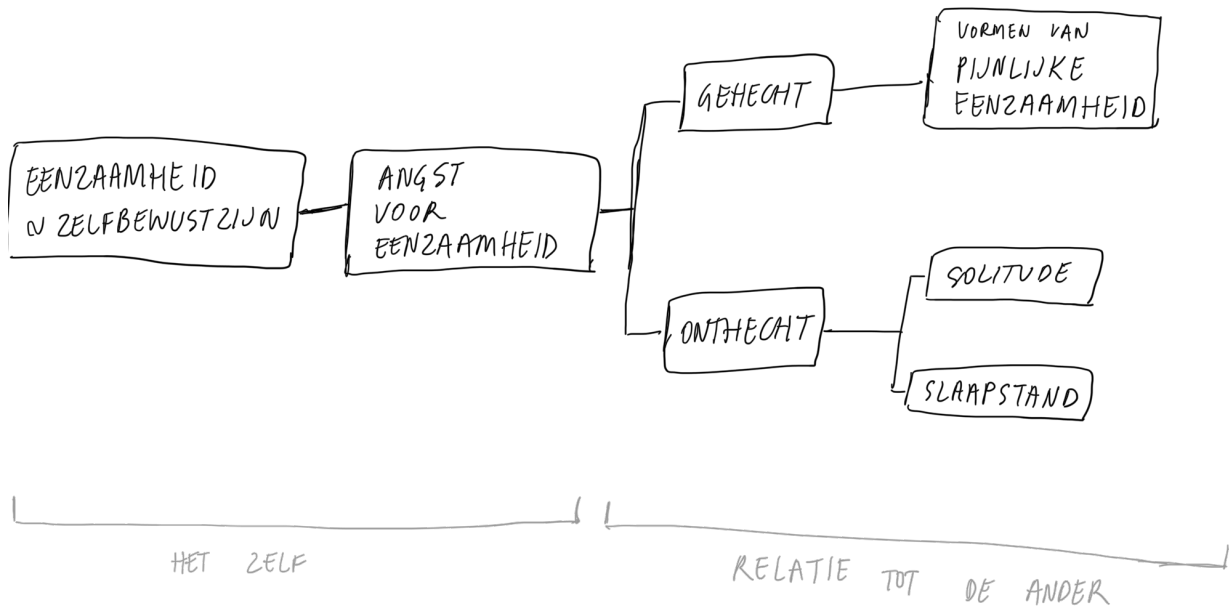 EENZAAMHEID
N ZELFBEWUSTZIJN
ANGST
VOOR
EENZAAMHEID
GEHECHT
VORMEN VAN
PIJNLIJKE
EENZAAMHEID
ONTHECHT
SOLITUDE
SLAAPSTAND
HET ZELF
RELATIE TOT DE ANDER